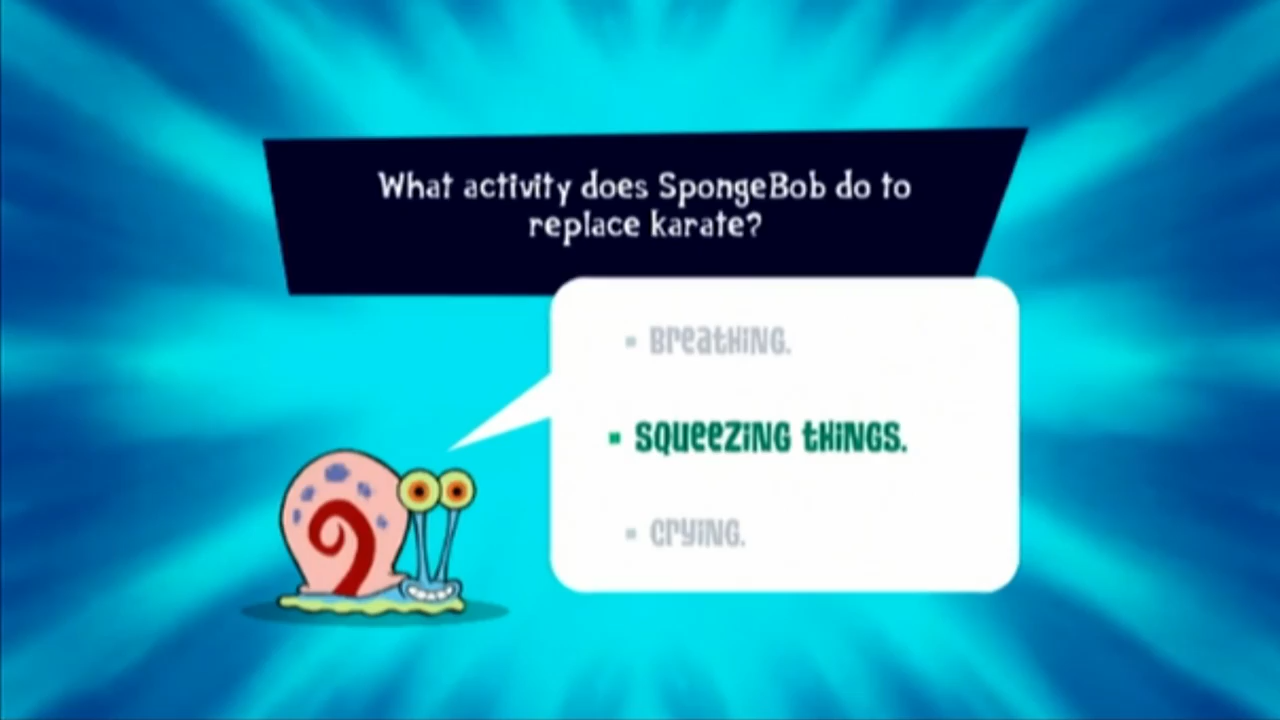 What activity does SpongeBob do to
replace karate?
▪ Breathing.
▪ Squeezing things.
▪ Crying.